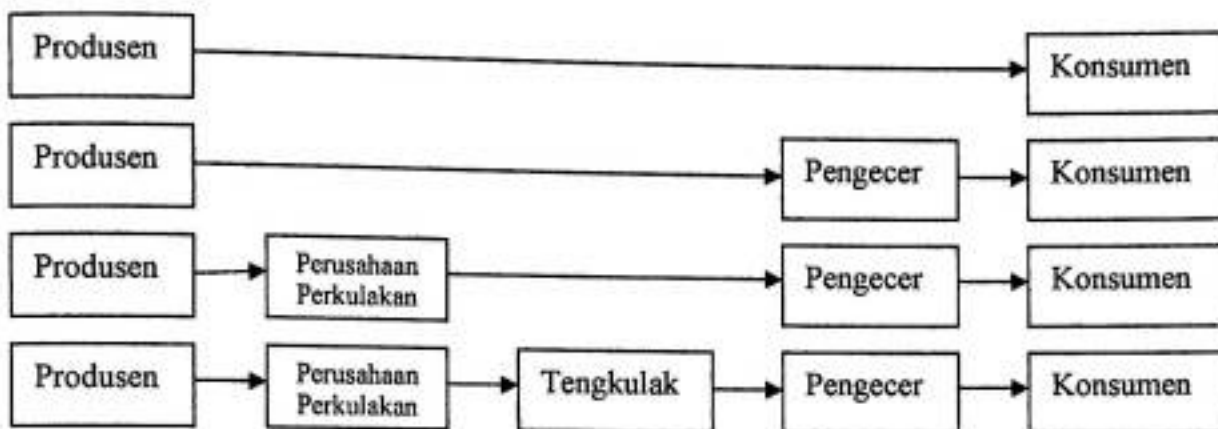 Produsen
Konsumen
Produsen
Pengecer
Konsumen
Produsen
Perusahaan
Perkulakan
Pengecer
Konsumen
Produsen
Perusahaan
Perkulakan
Tengkulak
Pengecer
Konsumen